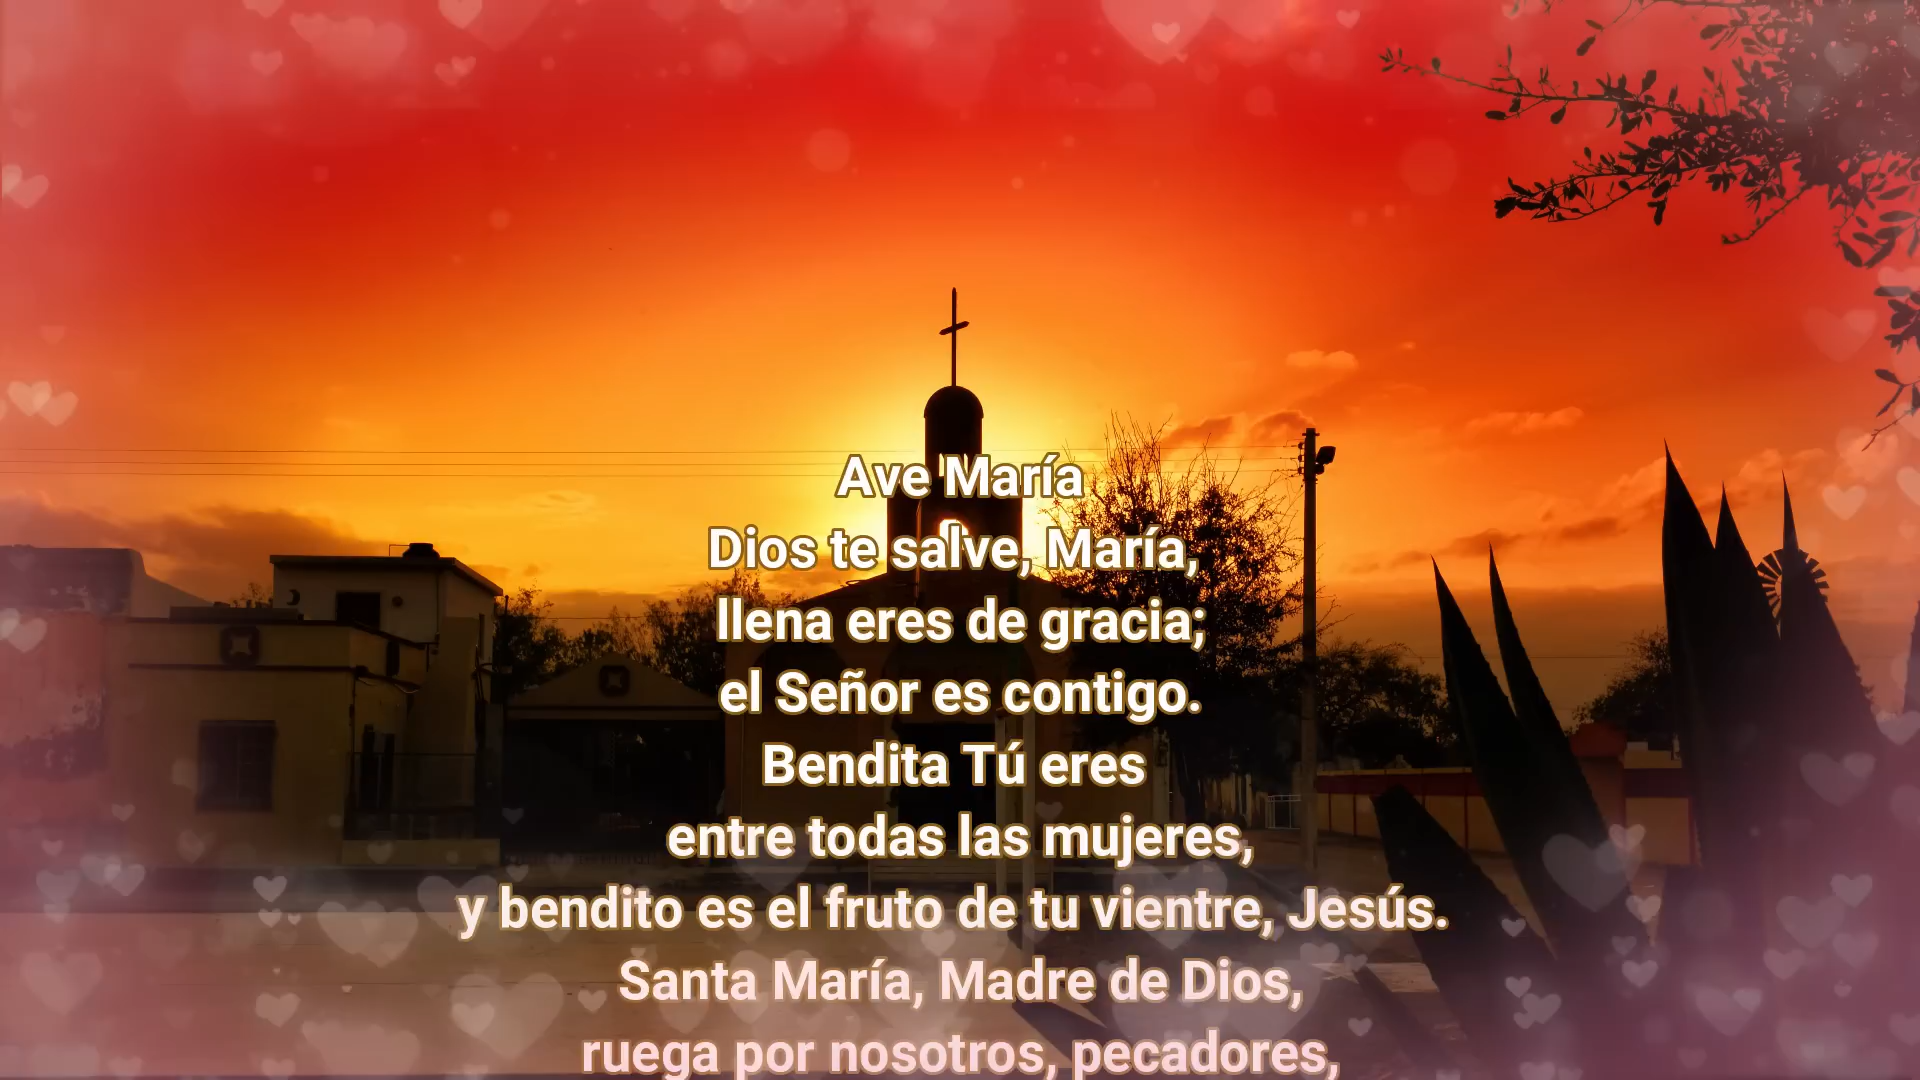 Ave María
Dios te salve, María,
llena eres de gracia;
el Señor es contigo.
Bendita Tú eres
entre todas las mujeres,
y bendito es el fruto de tu vientre, Jesús.
Santa María, Madre de Dios,
ruega por nosotros, pecadores,